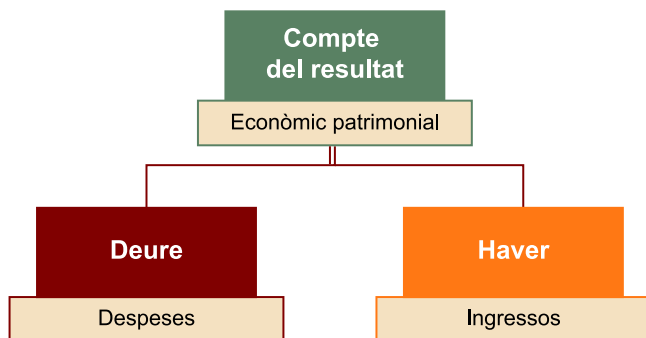 Compte
del resultat
Econòmic patrimonial
Deure
Haver
Despeses
Ingressos